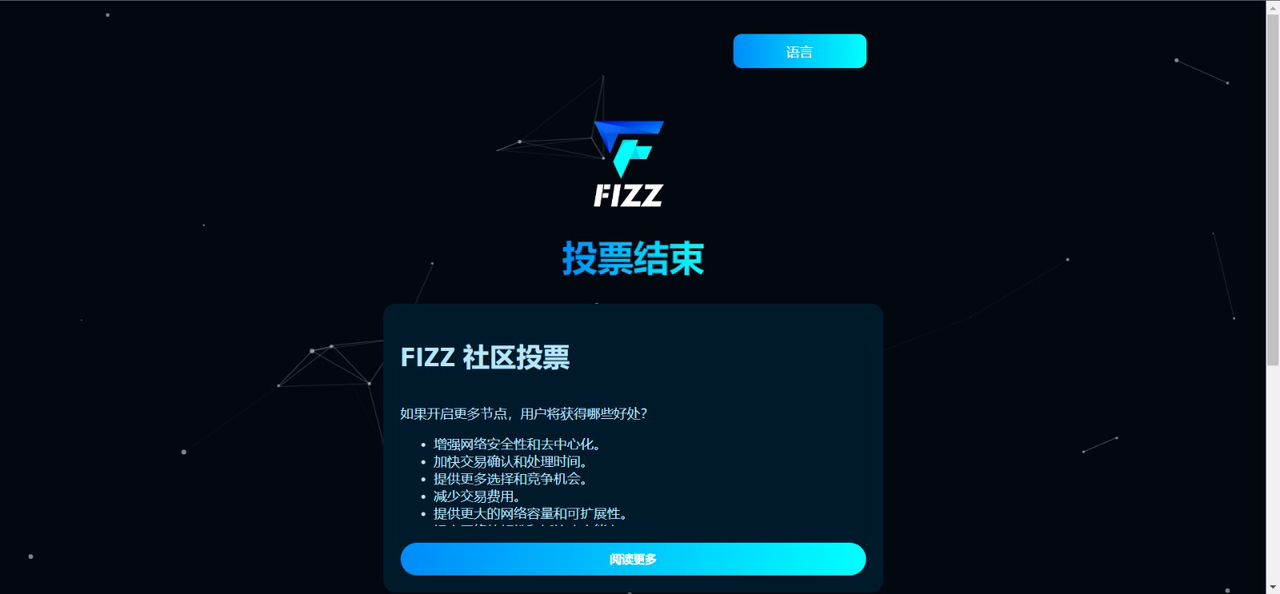 语言
FIZZ
投票结束
FIZZ 社区投票
如果开启更多节点，用户将获得哪些好处？
• 增强网络安全性和去中心化。
• 加快交易确认和处理时间。
• 提供更多选择和竞争机会。
• 减少交易费用。
• 提供更大的网络容量和可扩展性。
阅读更多